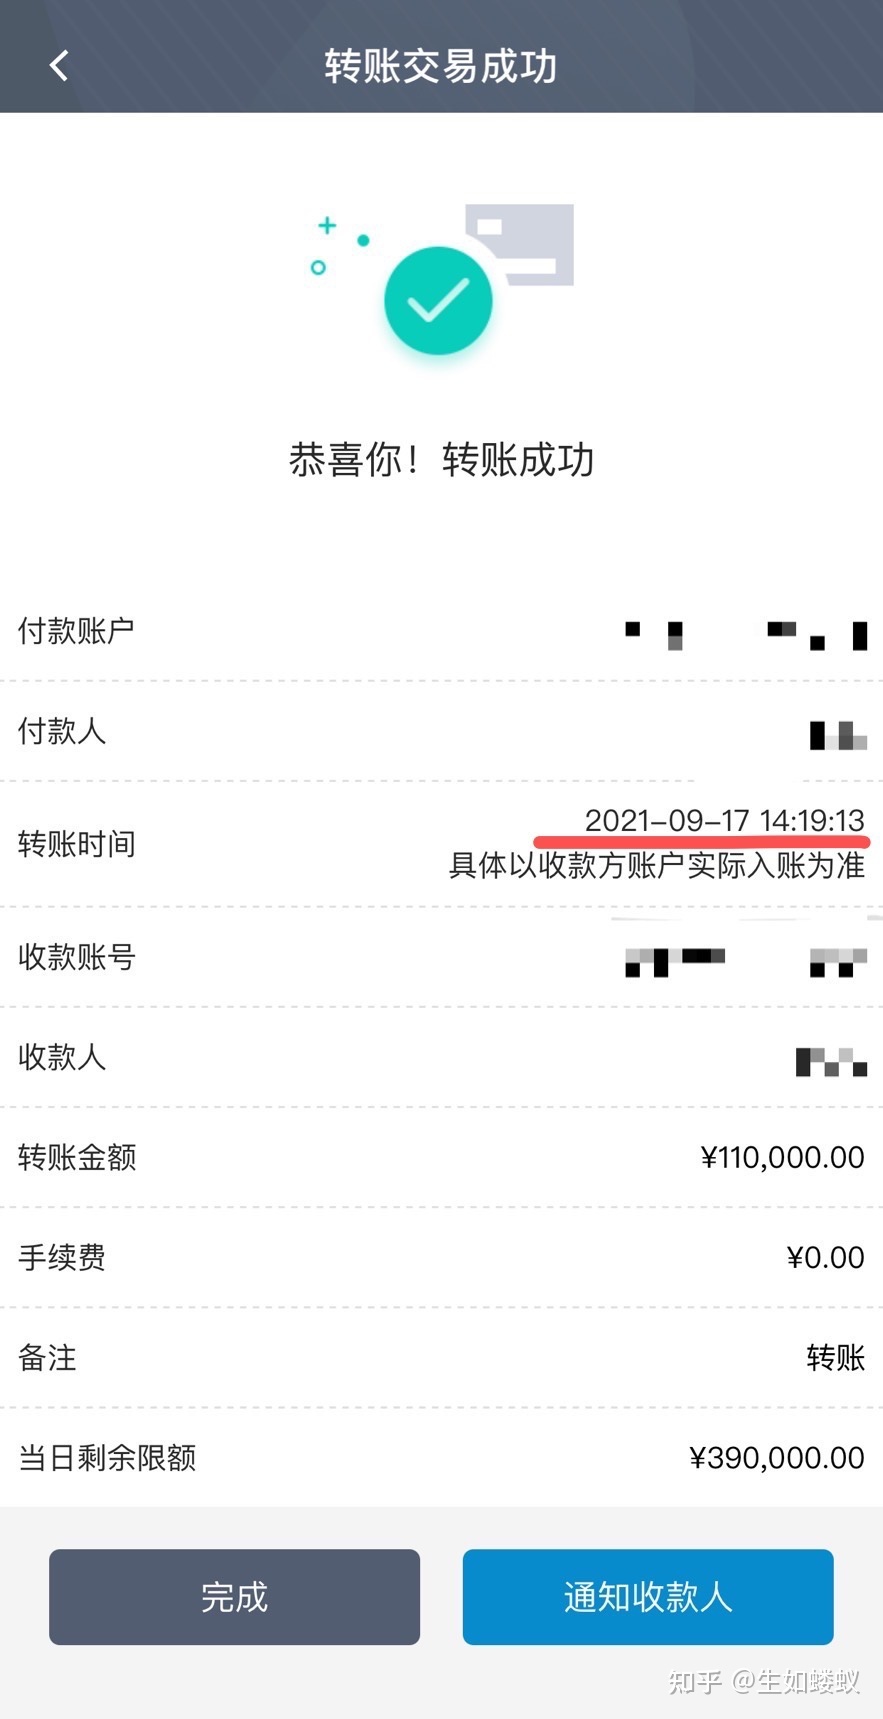 转账交易成功
恭喜你！转账成功
付款账户
付款人
转账时间
2021-09-17 14:19:13
具体以收款方账户实际入账为准
收款账号
收款人
转账金额
¥110,000.00
手续费
¥0.00
备注
转账
当日剩余限额
¥390,000.00
完成
通知收款人
知乎 @生如蝼蚁